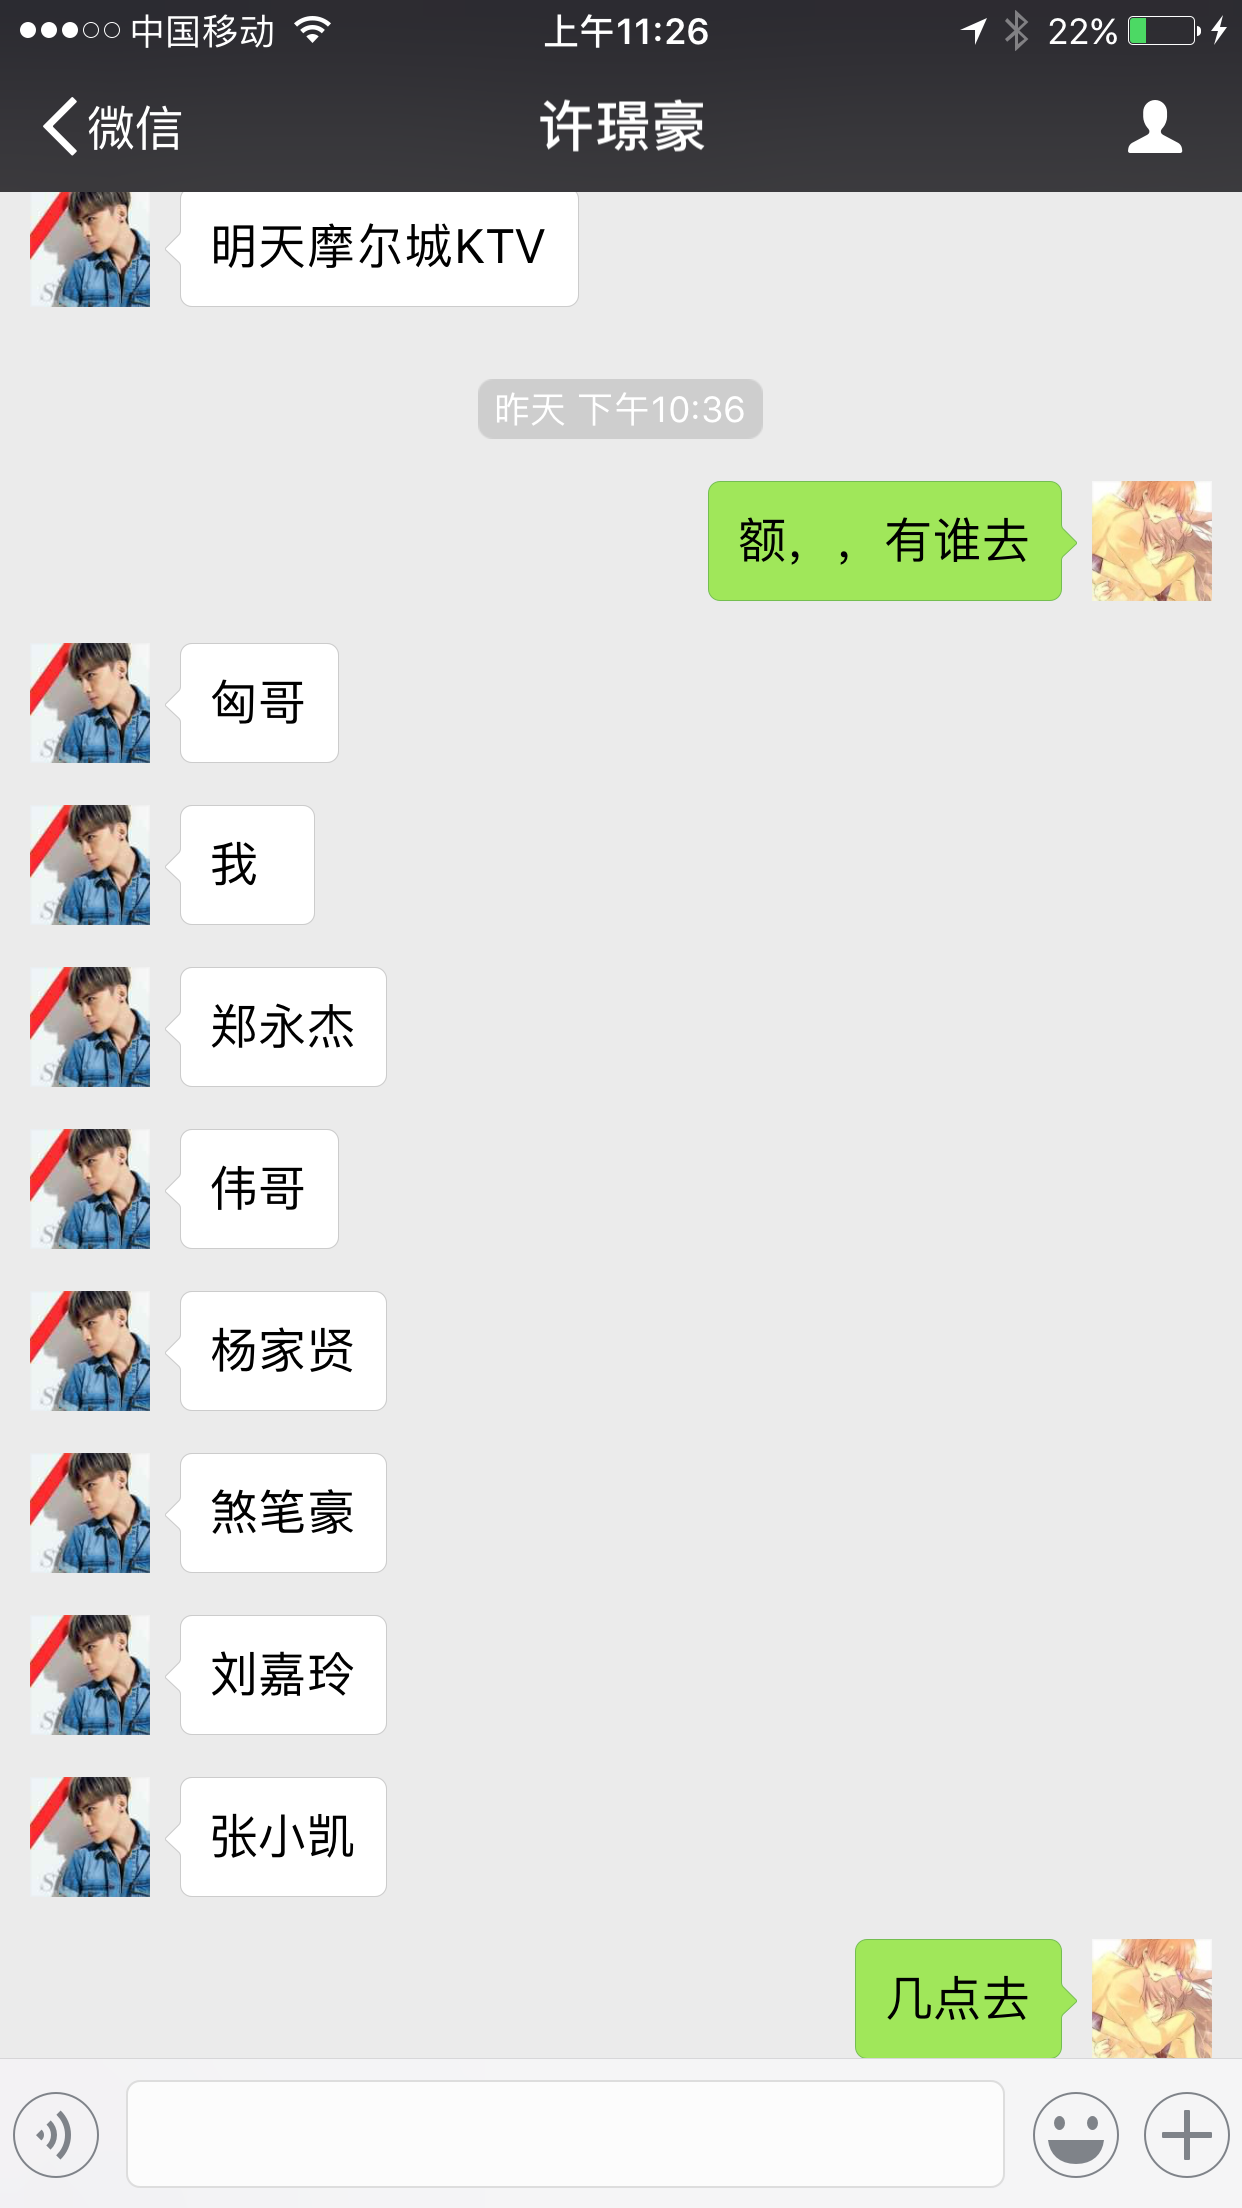 中国移动
上午11:26
22%
微信
许璟豪
明天摩尔城KTV
昨天 下午10:36
额，，有谁去
匈哥
我
郑永杰
伟哥
杨家贤
煞笔豪
刘嘉玲
张小凯
几点去